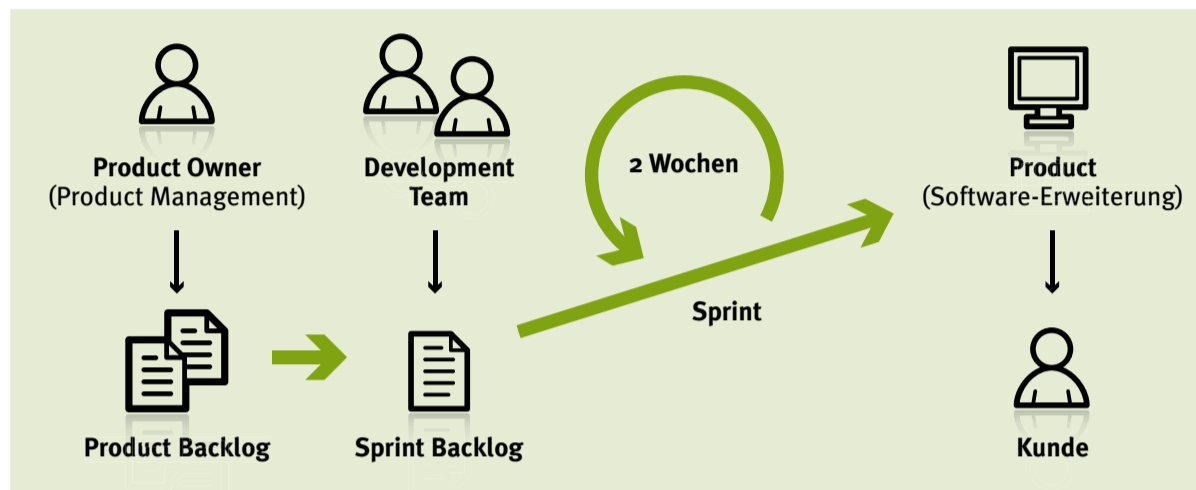 Product Owner
(Product Management)
Development
Team
2 Wochen
Product
(Software-Erweiterung)
Sprint
Product Backlog
Sprint Backlog
Kunde